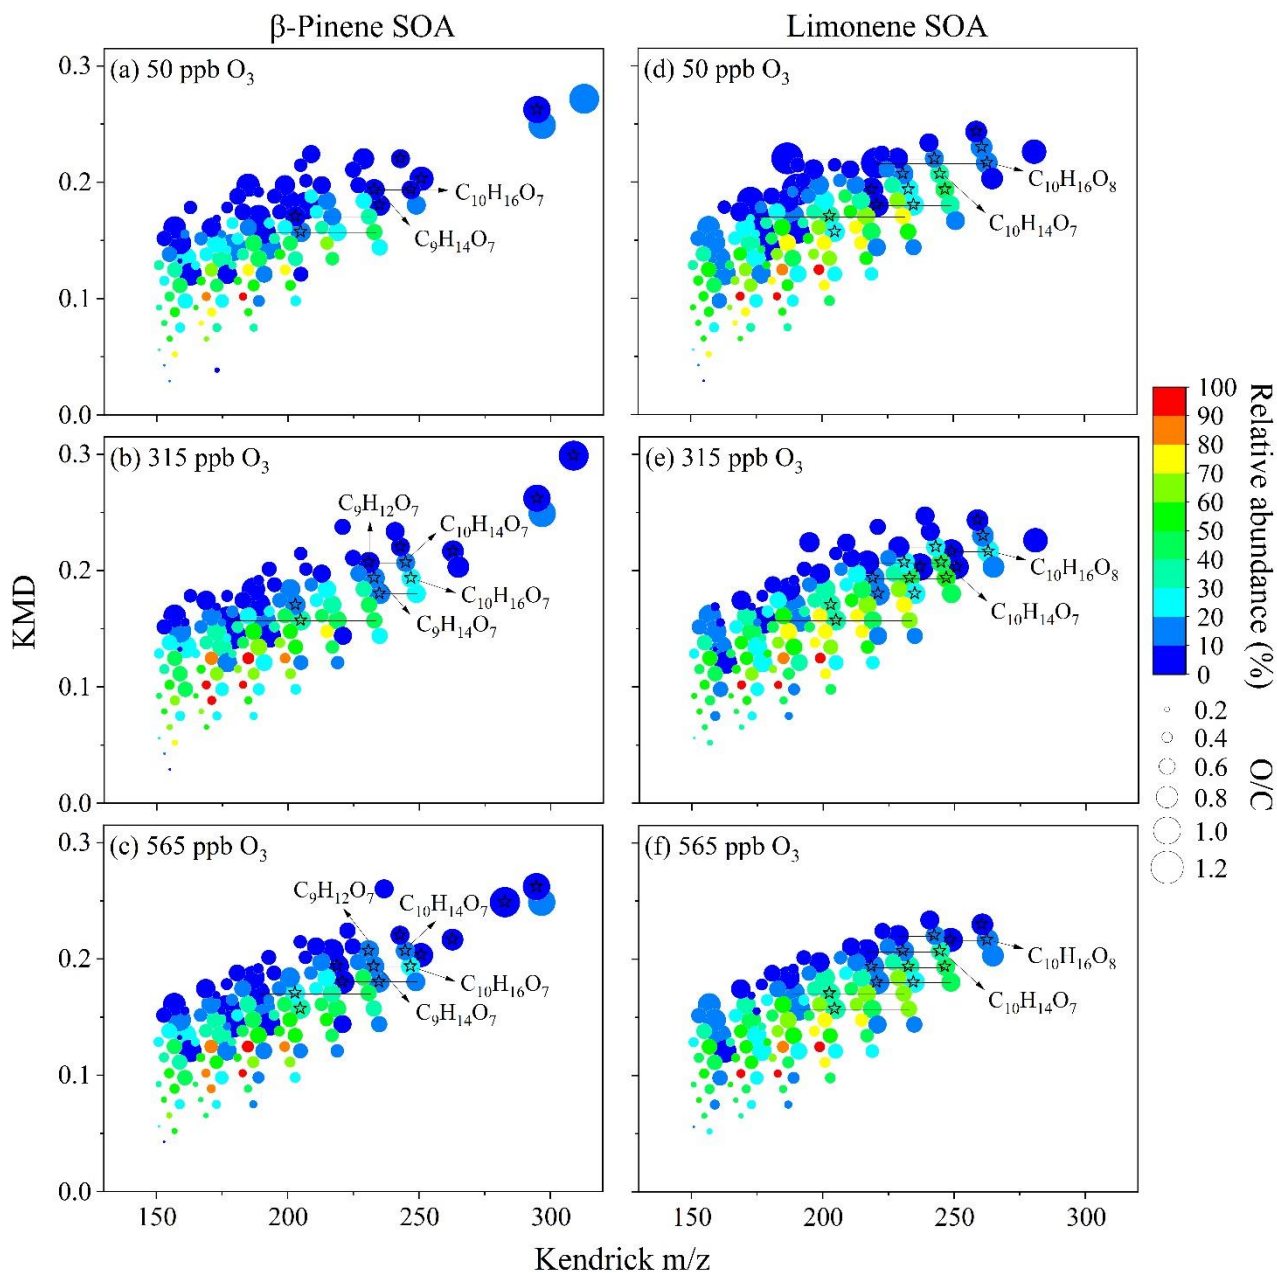 β-Pinene SOA
Limonene SOA
(a) 50 ppb O₃
C₁₀H₁₆O₇
C₉H₁₄O₇
0.3
0.2
0.1
0.0
(d) 50 ppb O₃
C₁₀H₁₆O₈
C₁₀H₁₄O₇
(b) 315 ppb O₃
C₉H₁₂O₇
C₁₀H₁₄O₇
C₁₀H₁₆O₇
C₉H₁₄O₇
0.3
0.2
0.1
0.0
(e) 315 ppb O₃
C₁₀H₁₆O₈
C₁₀H₁₄O₇
(c) 565 ppb O₃
C₉H₁₂O₇
C₁₀H₁₄O₇
C₁₀H₁₆O₇
C₉H₁₄O₇
0.3
0.2
0.1
0.0
(f) 565 ppb O₃
C₁₀H₁₆O₈
C₁₀H₁₄O₇
150 200 250 300
150 200 250 300
KMD
Kendrick m/z
100
90
80
70
60
50
40
30
20
10
0
Relative abundance (%)
0.2
0.4
0.6
0.8
1.0
1.2
O/C